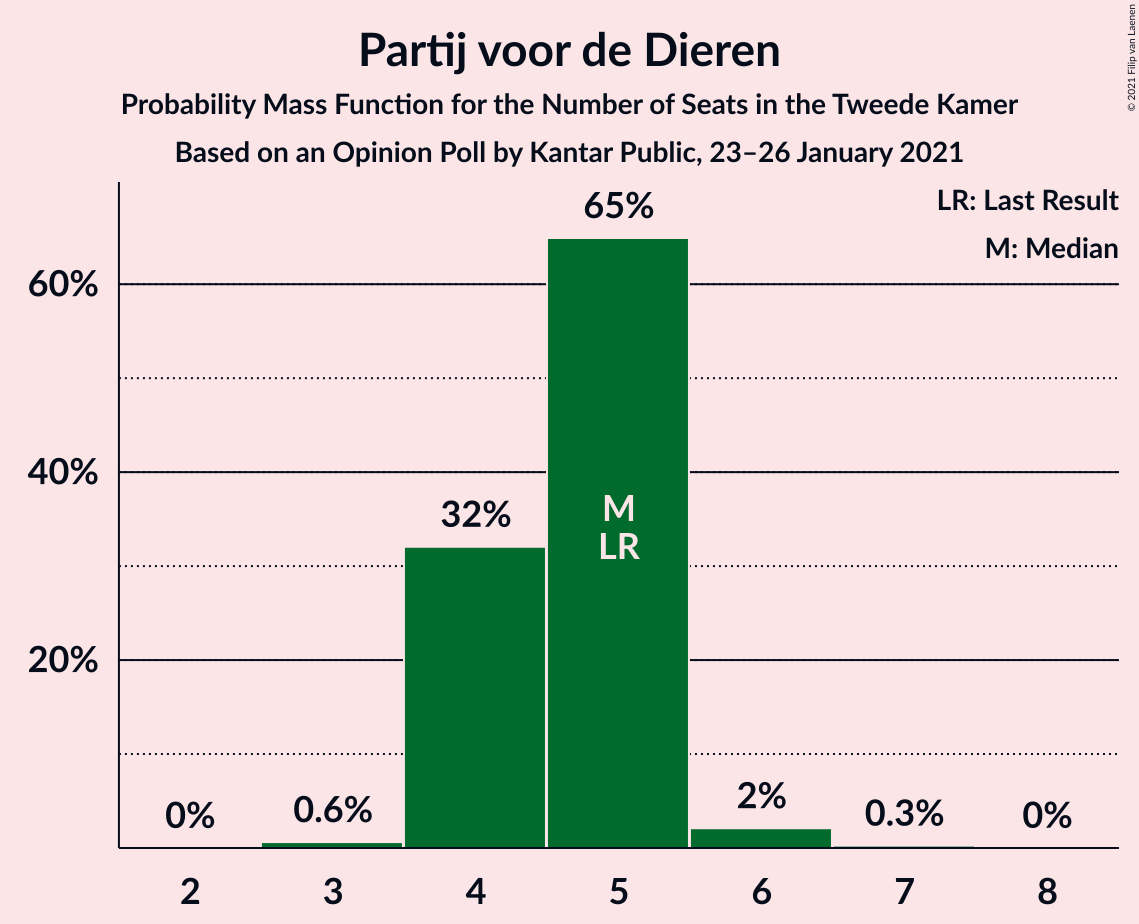 Partij voor de Dieren
Probability Mass Function for the Number of Seats in the Tweede Kamer
Based on an Opinion Poll by Kantar Public, 23–26 January 2021
© 2021 Filip van Laenen
LR: Last Result
M: Median
65%
60%
40%
32%
M
LR
20%
0%
0.6%
2%
0.3%
0%
2 3 4 5 6 7 8